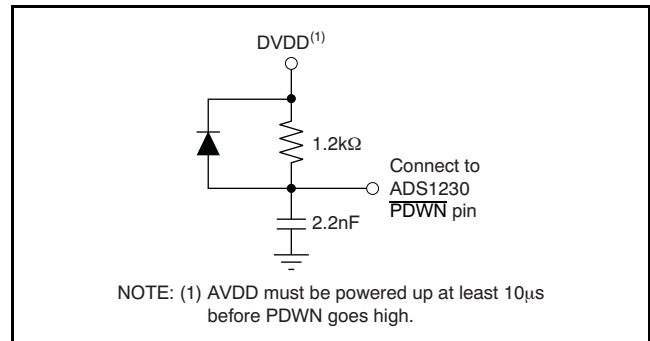 DVDD(1)
1.2kΩ
Connect to
ADS1230
PDWN pin
2.2nF
NOTE: (1) AVDD must be powered up at least 10μs
before PDWN goes high.